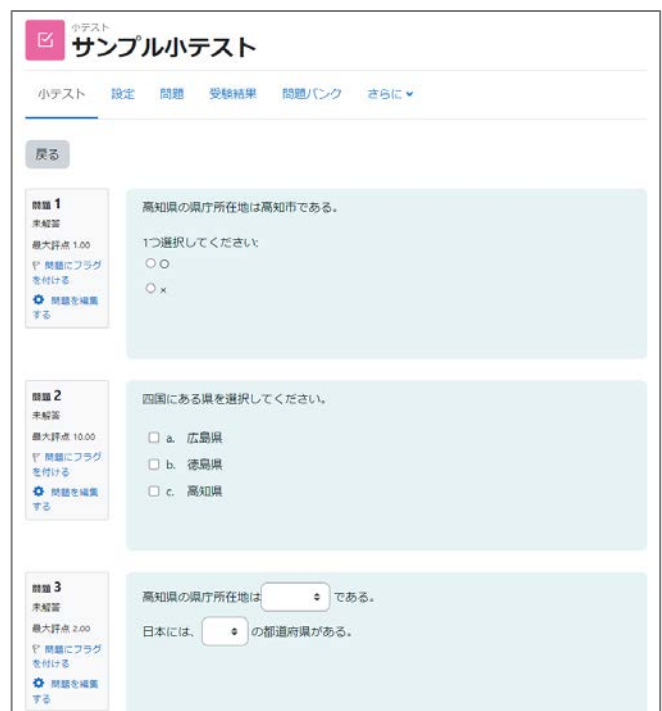 小テスト
サンプル小テスト
小テスト 設定 問題 受験結果 問題バンク さらに
戻る
問題 1
未解答
最大評点 1.00
問題にフラグ
を付ける
問題を編集
する
高知県の県庁所在地は高知市である。
1つ選択してください:
○
×
問題 2
未解答
最大評点 10.00
問題にフラグ
を付ける
問題を編集
する
四国にある県を選択してください。
a. 広島県
b. 徳島県
c. 高知県
問題 3
未解答
最大評点 2.00
問題にフラグ
を付ける
問題を編集
する
高知県の県庁所在地は である。
日本には、 の都道府県がある。